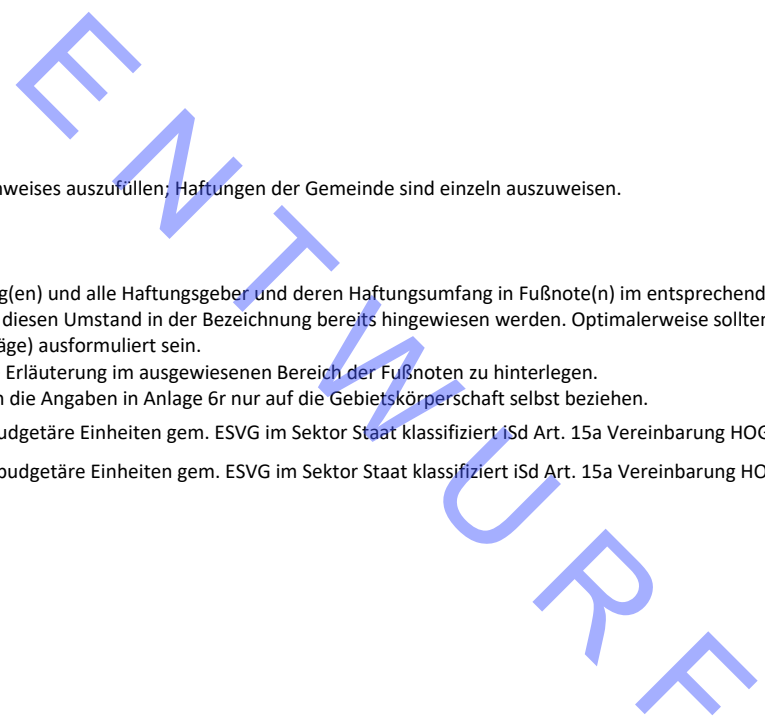 nweises auszufüllen; Haftungen der Gemeinde sind einzeln auszuweisen.
g(en) und alle Haftungsgeber und deren Haftungsumfang in Fußnote(n) im entsprechend
diesen Umstand in der Bezeichnung bereits hingewiesen werden. Optimalerweise sollten
äge) ausformuliert sein.
Erläuterung im ausgewiesenen Bereich der Fußnoten zu hinterlegen.
n die Angaben in Anlage 6r nur auf die Gebietskörperschaft selbst beziehen.
udgetäre Einheiten gem. ESVG im Sektor Staat klassifiziert iSd Art. 15a Vereinbarung HOG
budgetäre Einheiten gem. ESVG im Sektor Staat klassifiziert iSd Art. 15a Vereinbarung HO
ENTWURF